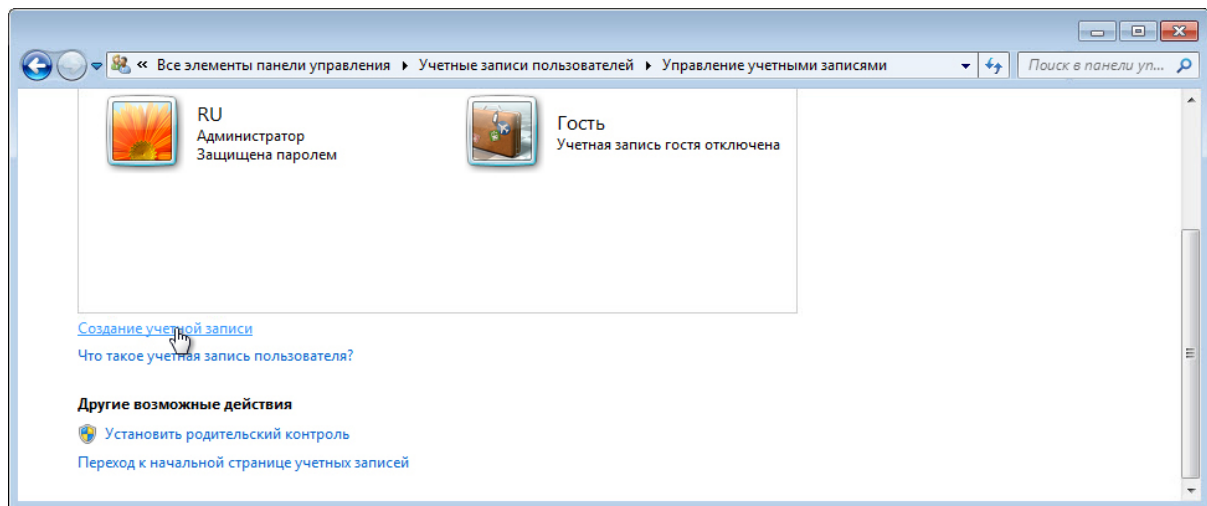 « Все элементы панели управления Учетные записи пользователей Управление учетными записями Поиск в панели уп...
RU
Администратор
Защищена паролем
Гость
Учетная запись гостя отключена
Создание учетной записи
Что такое учетная запись пользователя?
Другие возможные действия
Установить родительский контроль
Переход к начальной странице учетных записей